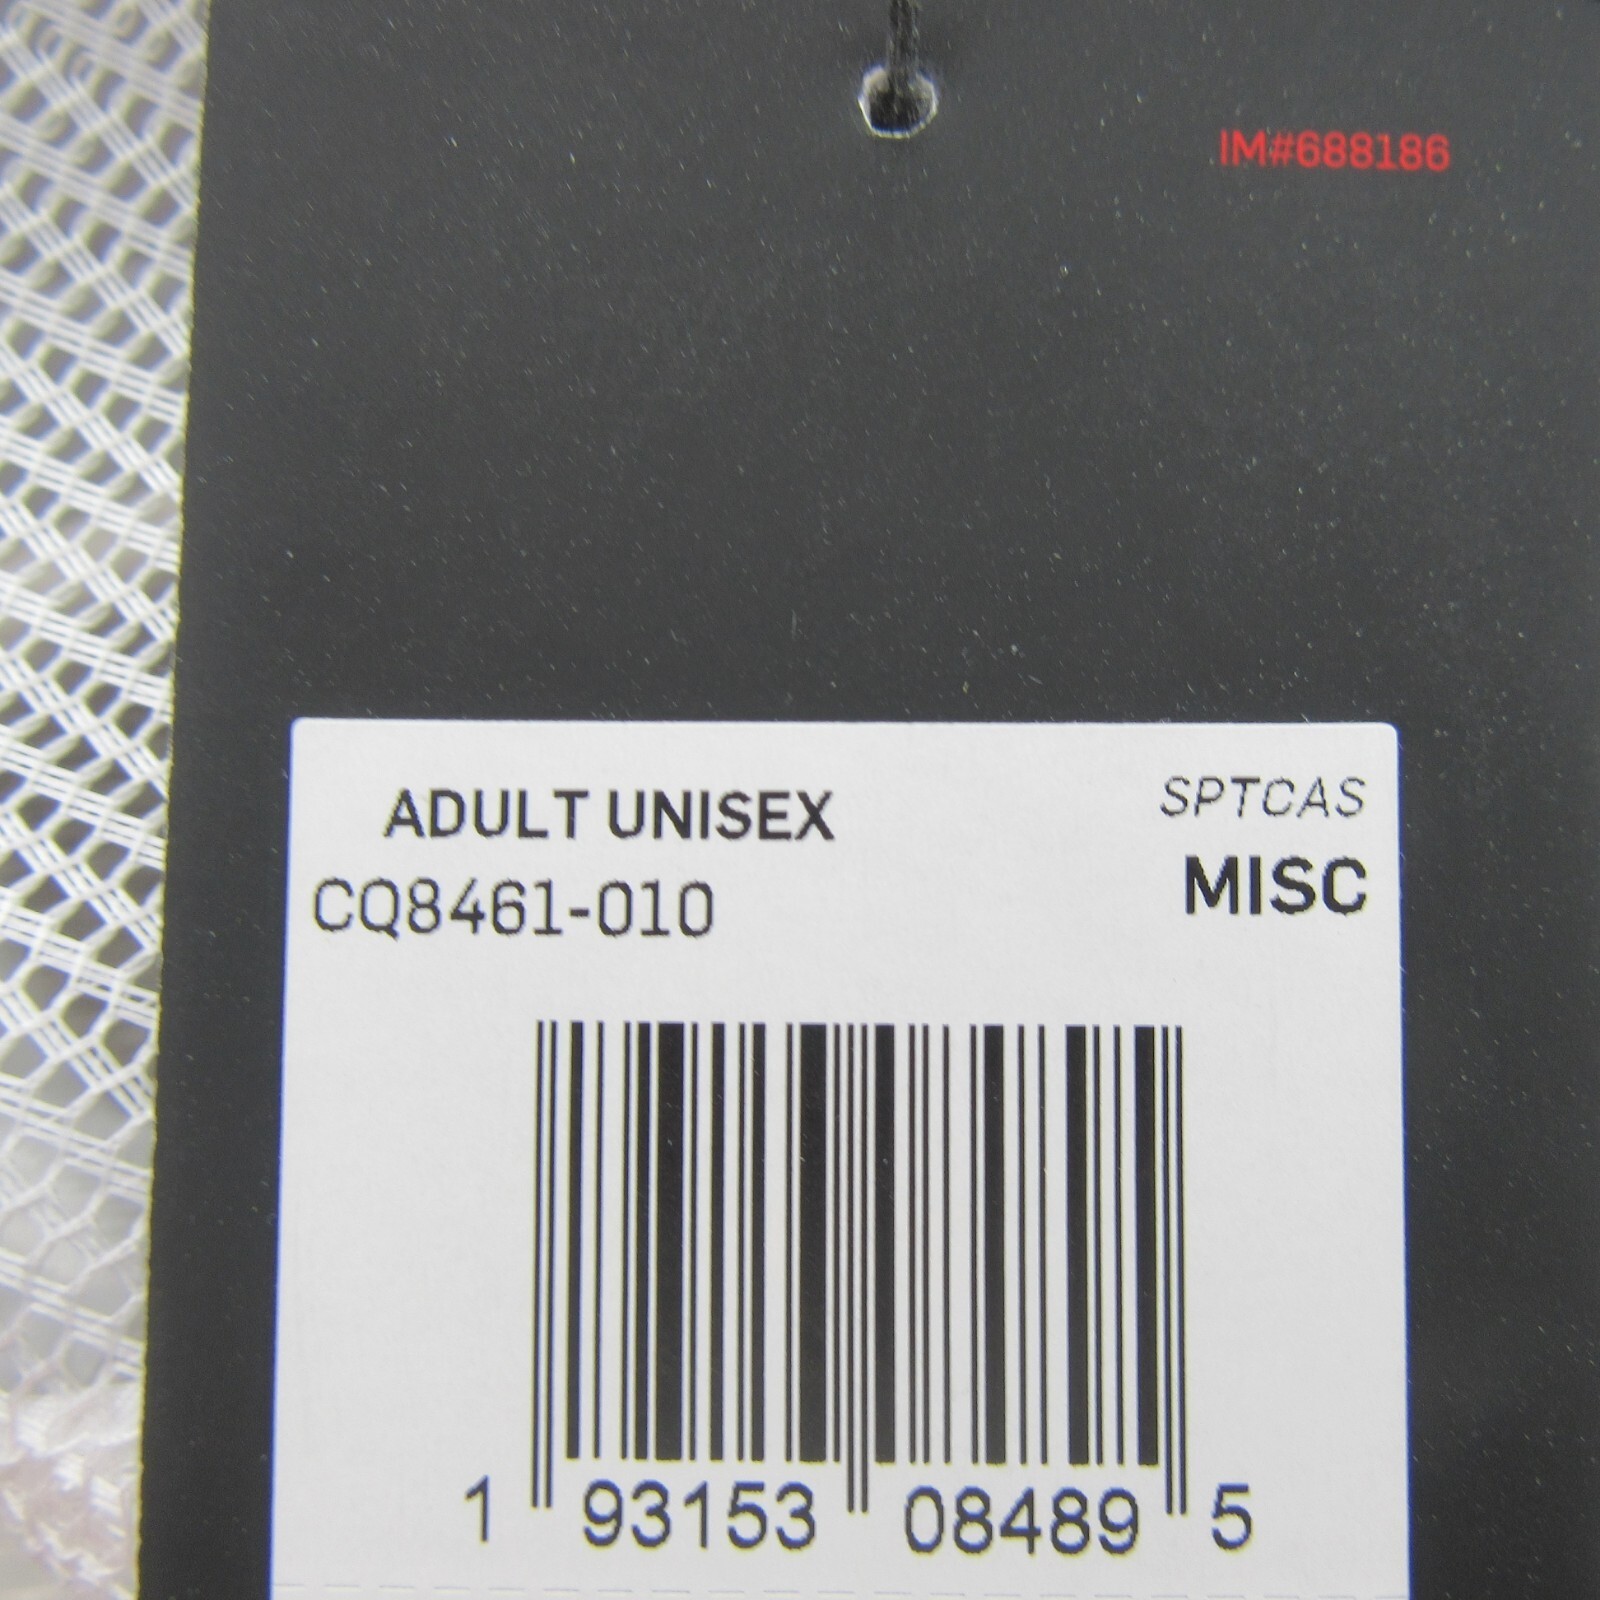 IM#688186
ADULT UNISEX
SPTCAS
CQ8461-010
MISC
1 93153 08489 5